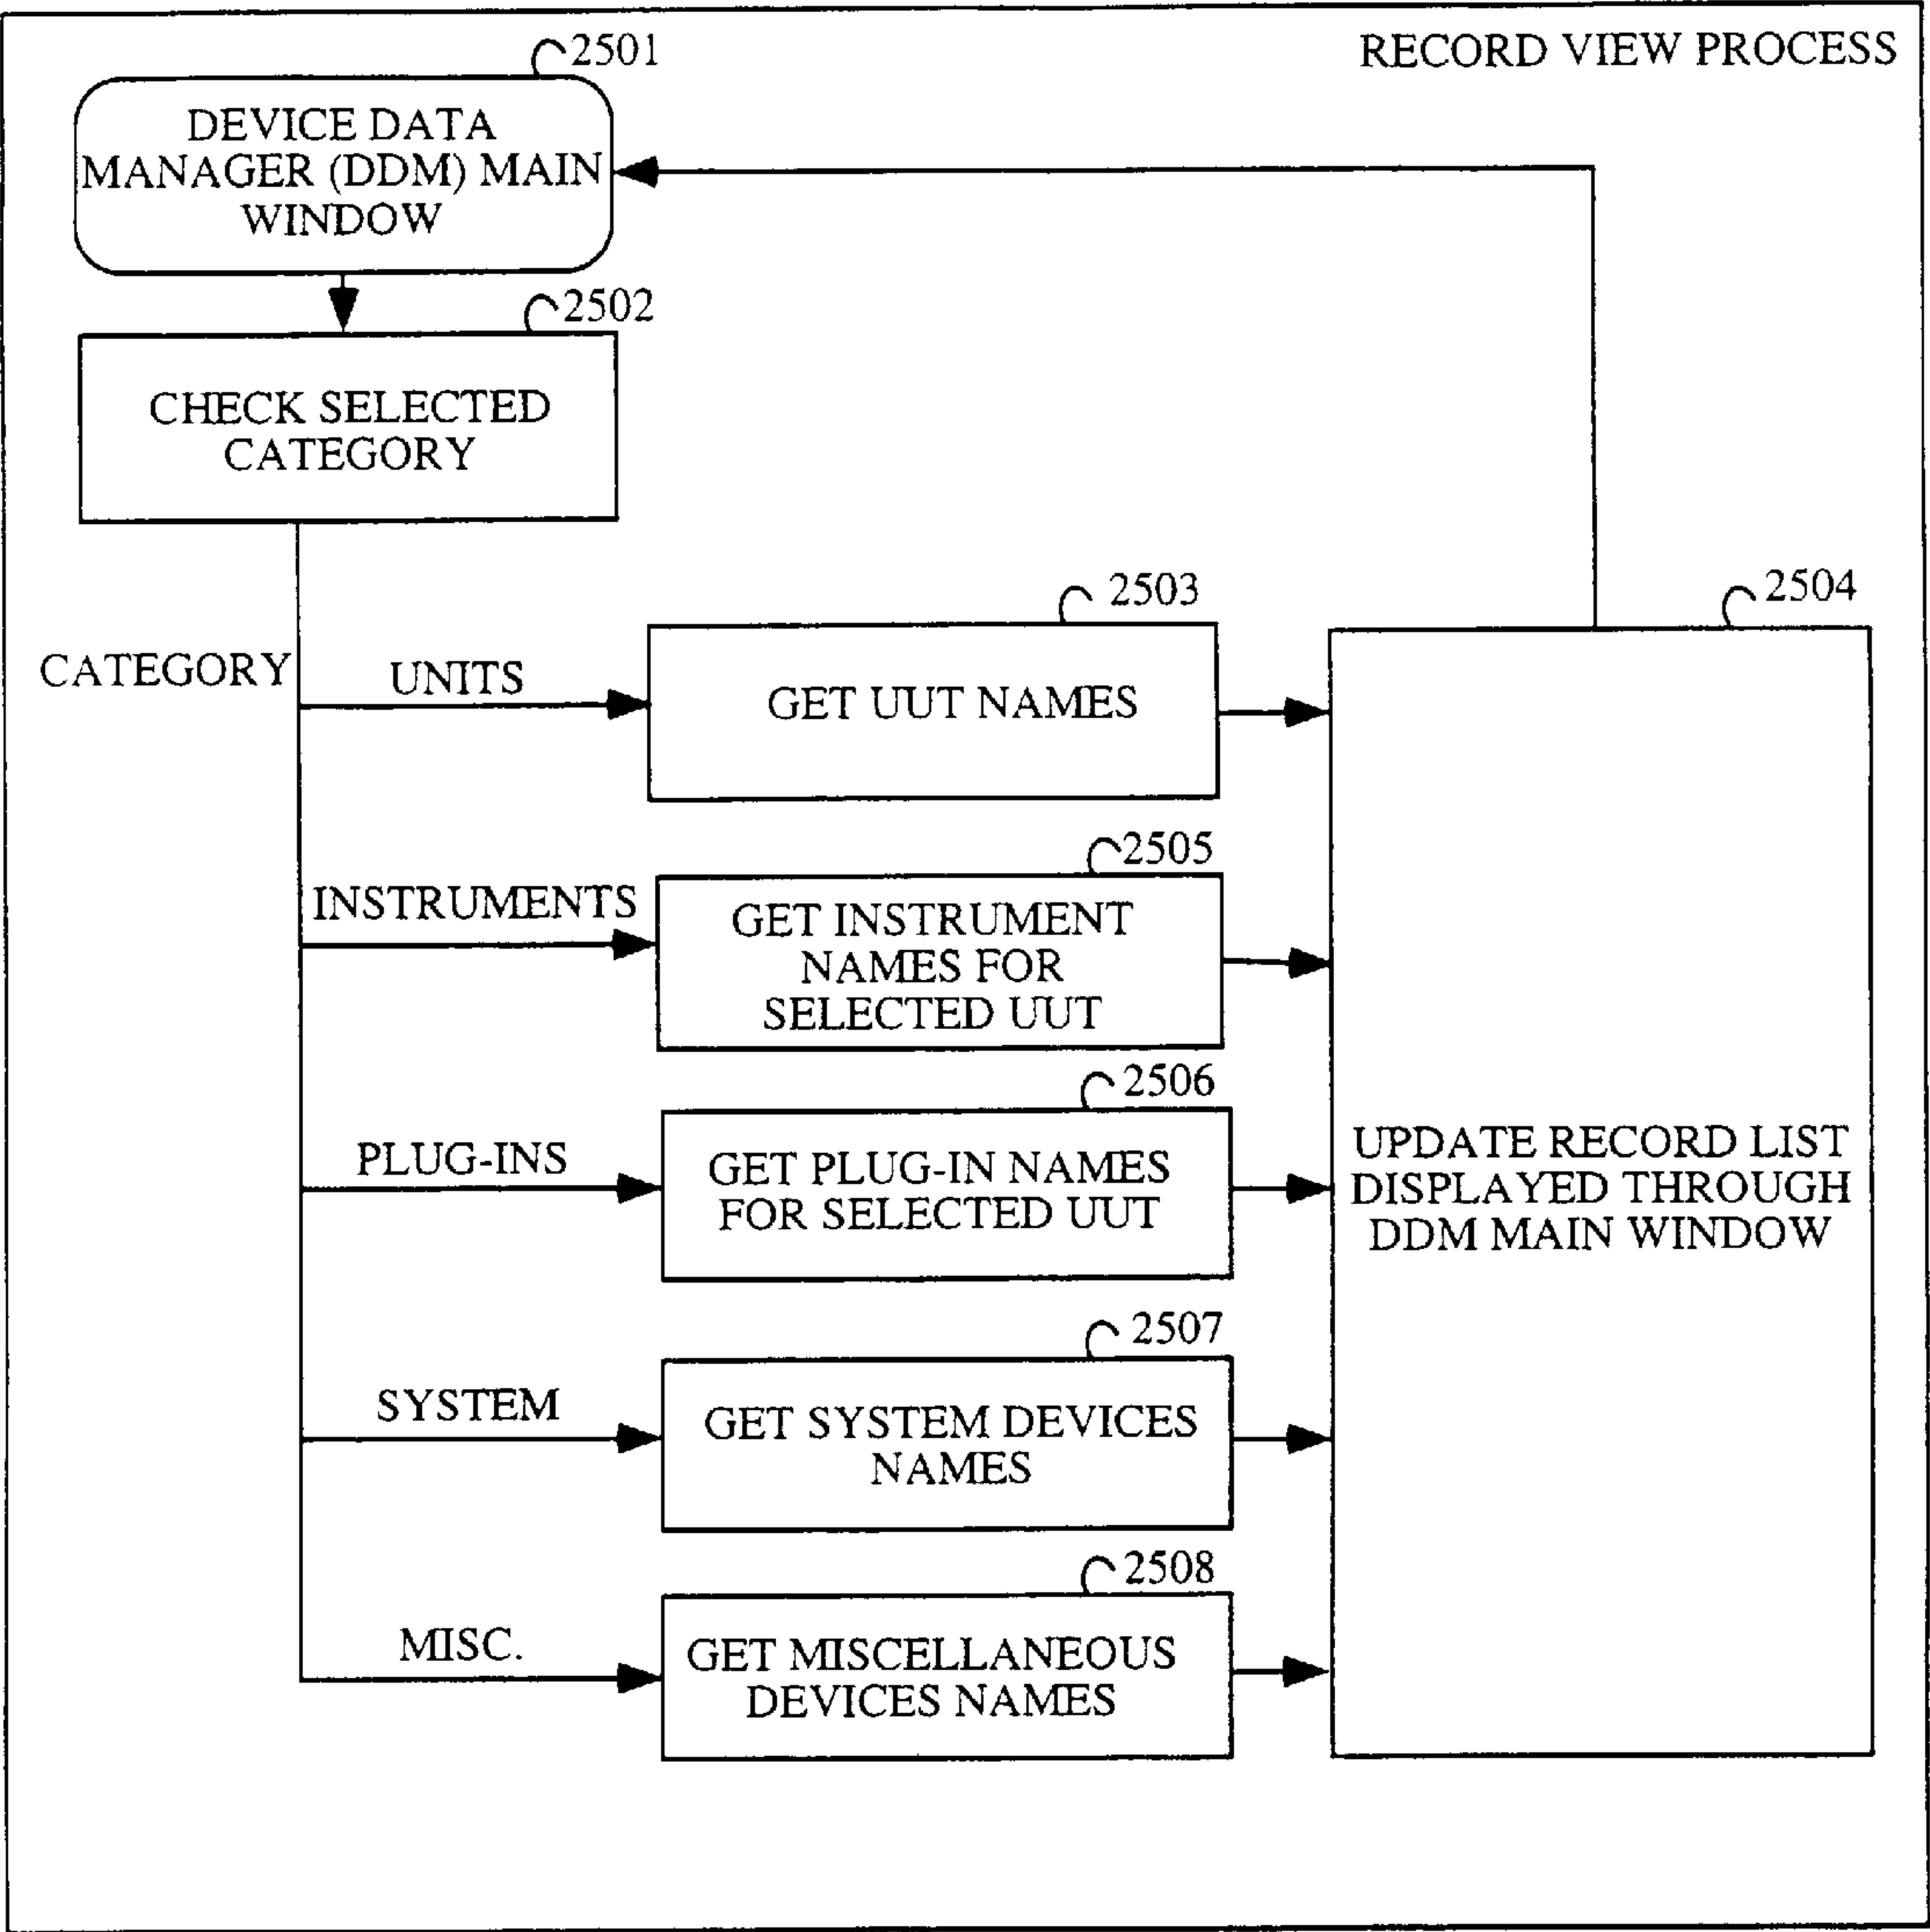 RECORD VIEW PROCESS
2501
DEVICE DATA
MANAGER (DDM) MAIN
WINDOW
2502
CHECK SELECTED
CATEGORY
CATEGORY
UNITS
2503
GET UUT NAMES
2504
UPDATE RECORD LIST
DISPLAYED THROUGH
DDM MAIN WINDOW
INSTRUMENTS
2505
GET INSTRUMENT
NAMES FOR
SELECTED UUT
PLUG-INS
2506
GET PLUG-IN NAMES
FOR SELECTED UUT
SYSTEM
2507
GET SYSTEM DEVICES
NAMES
MISC.
2508
GET MISCELLANEOUS
DEVICES NAMES